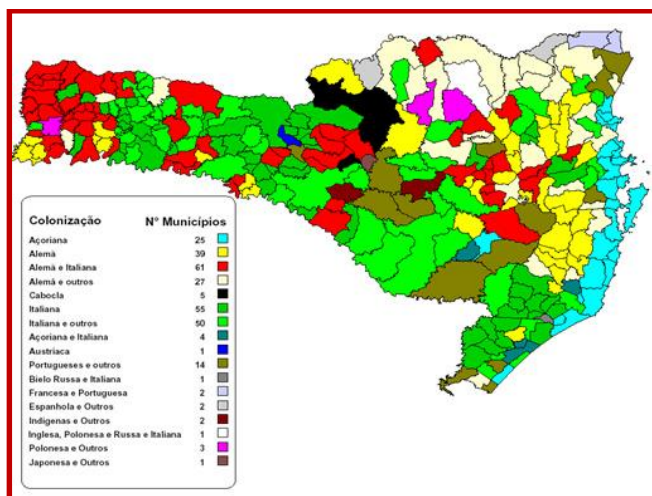 Colonização Nº Municípios
Açoriana 25
Alemã 39
Alemã e Italiana 61
Alemã e outros 27
Cabocla 5
Italiana 55
Italiana e outros 50
Açoriana e Italiana 4
Austriaca 1
Portugueses e outros 14
Bielo Russa e Italiana 1
Francesa e Portuguesa 2
Espanhola e Outros 2
Indígenas e Outros 2
Inglesa, Polonesa e Russa e Italiana 1
Polonesa e Outros 3
Japonesa e Outros 1